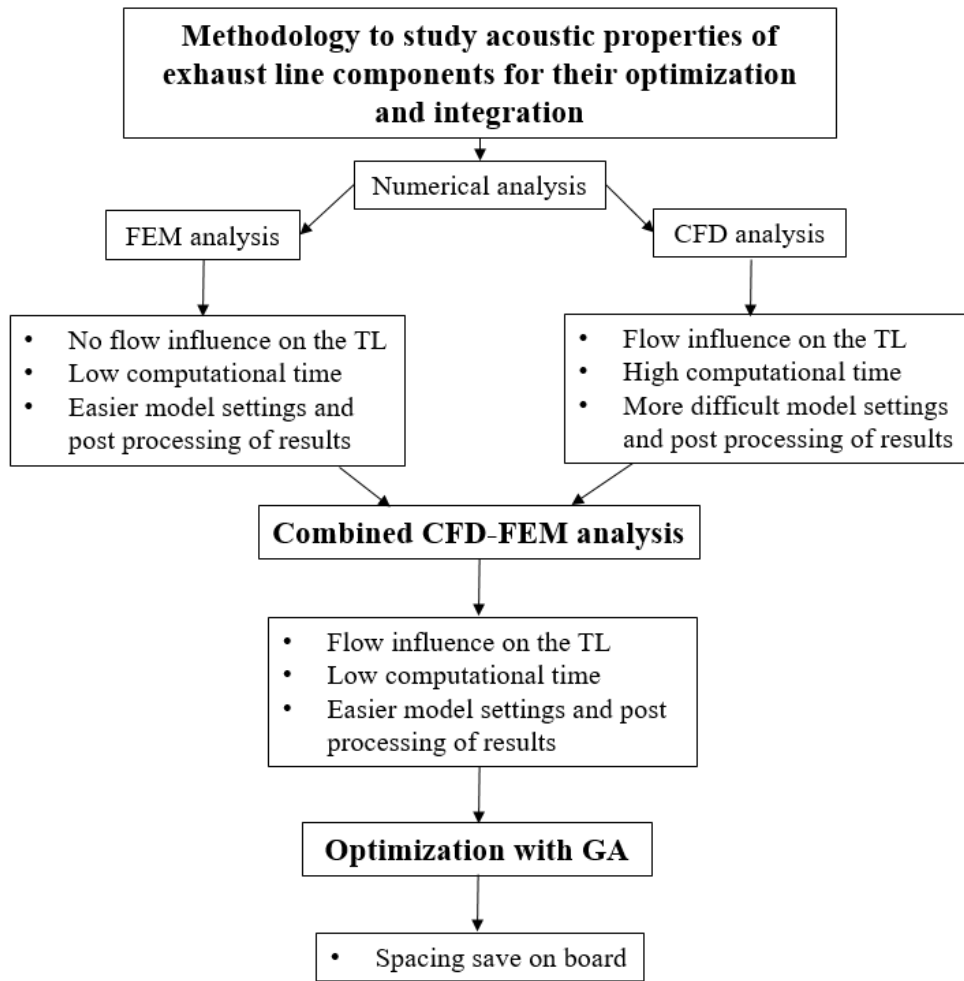 Methodology to study acoustic properties of
exhaust line components for their optimization
and integration
Numerical analysis
FEM analysis
CFD analysis
• No flow influence on the TL
• Low computational time
• Easier model settings and
post processing of results
• Flow influence on the TL
• High computational time
• More difficult model settings
and post processing of results
Combined CFD-FEM analysis
• Flow influence on the TL
• Low computational time
• Easier model settings and post
processing of results
Optimization with GA
• Spacing save on board